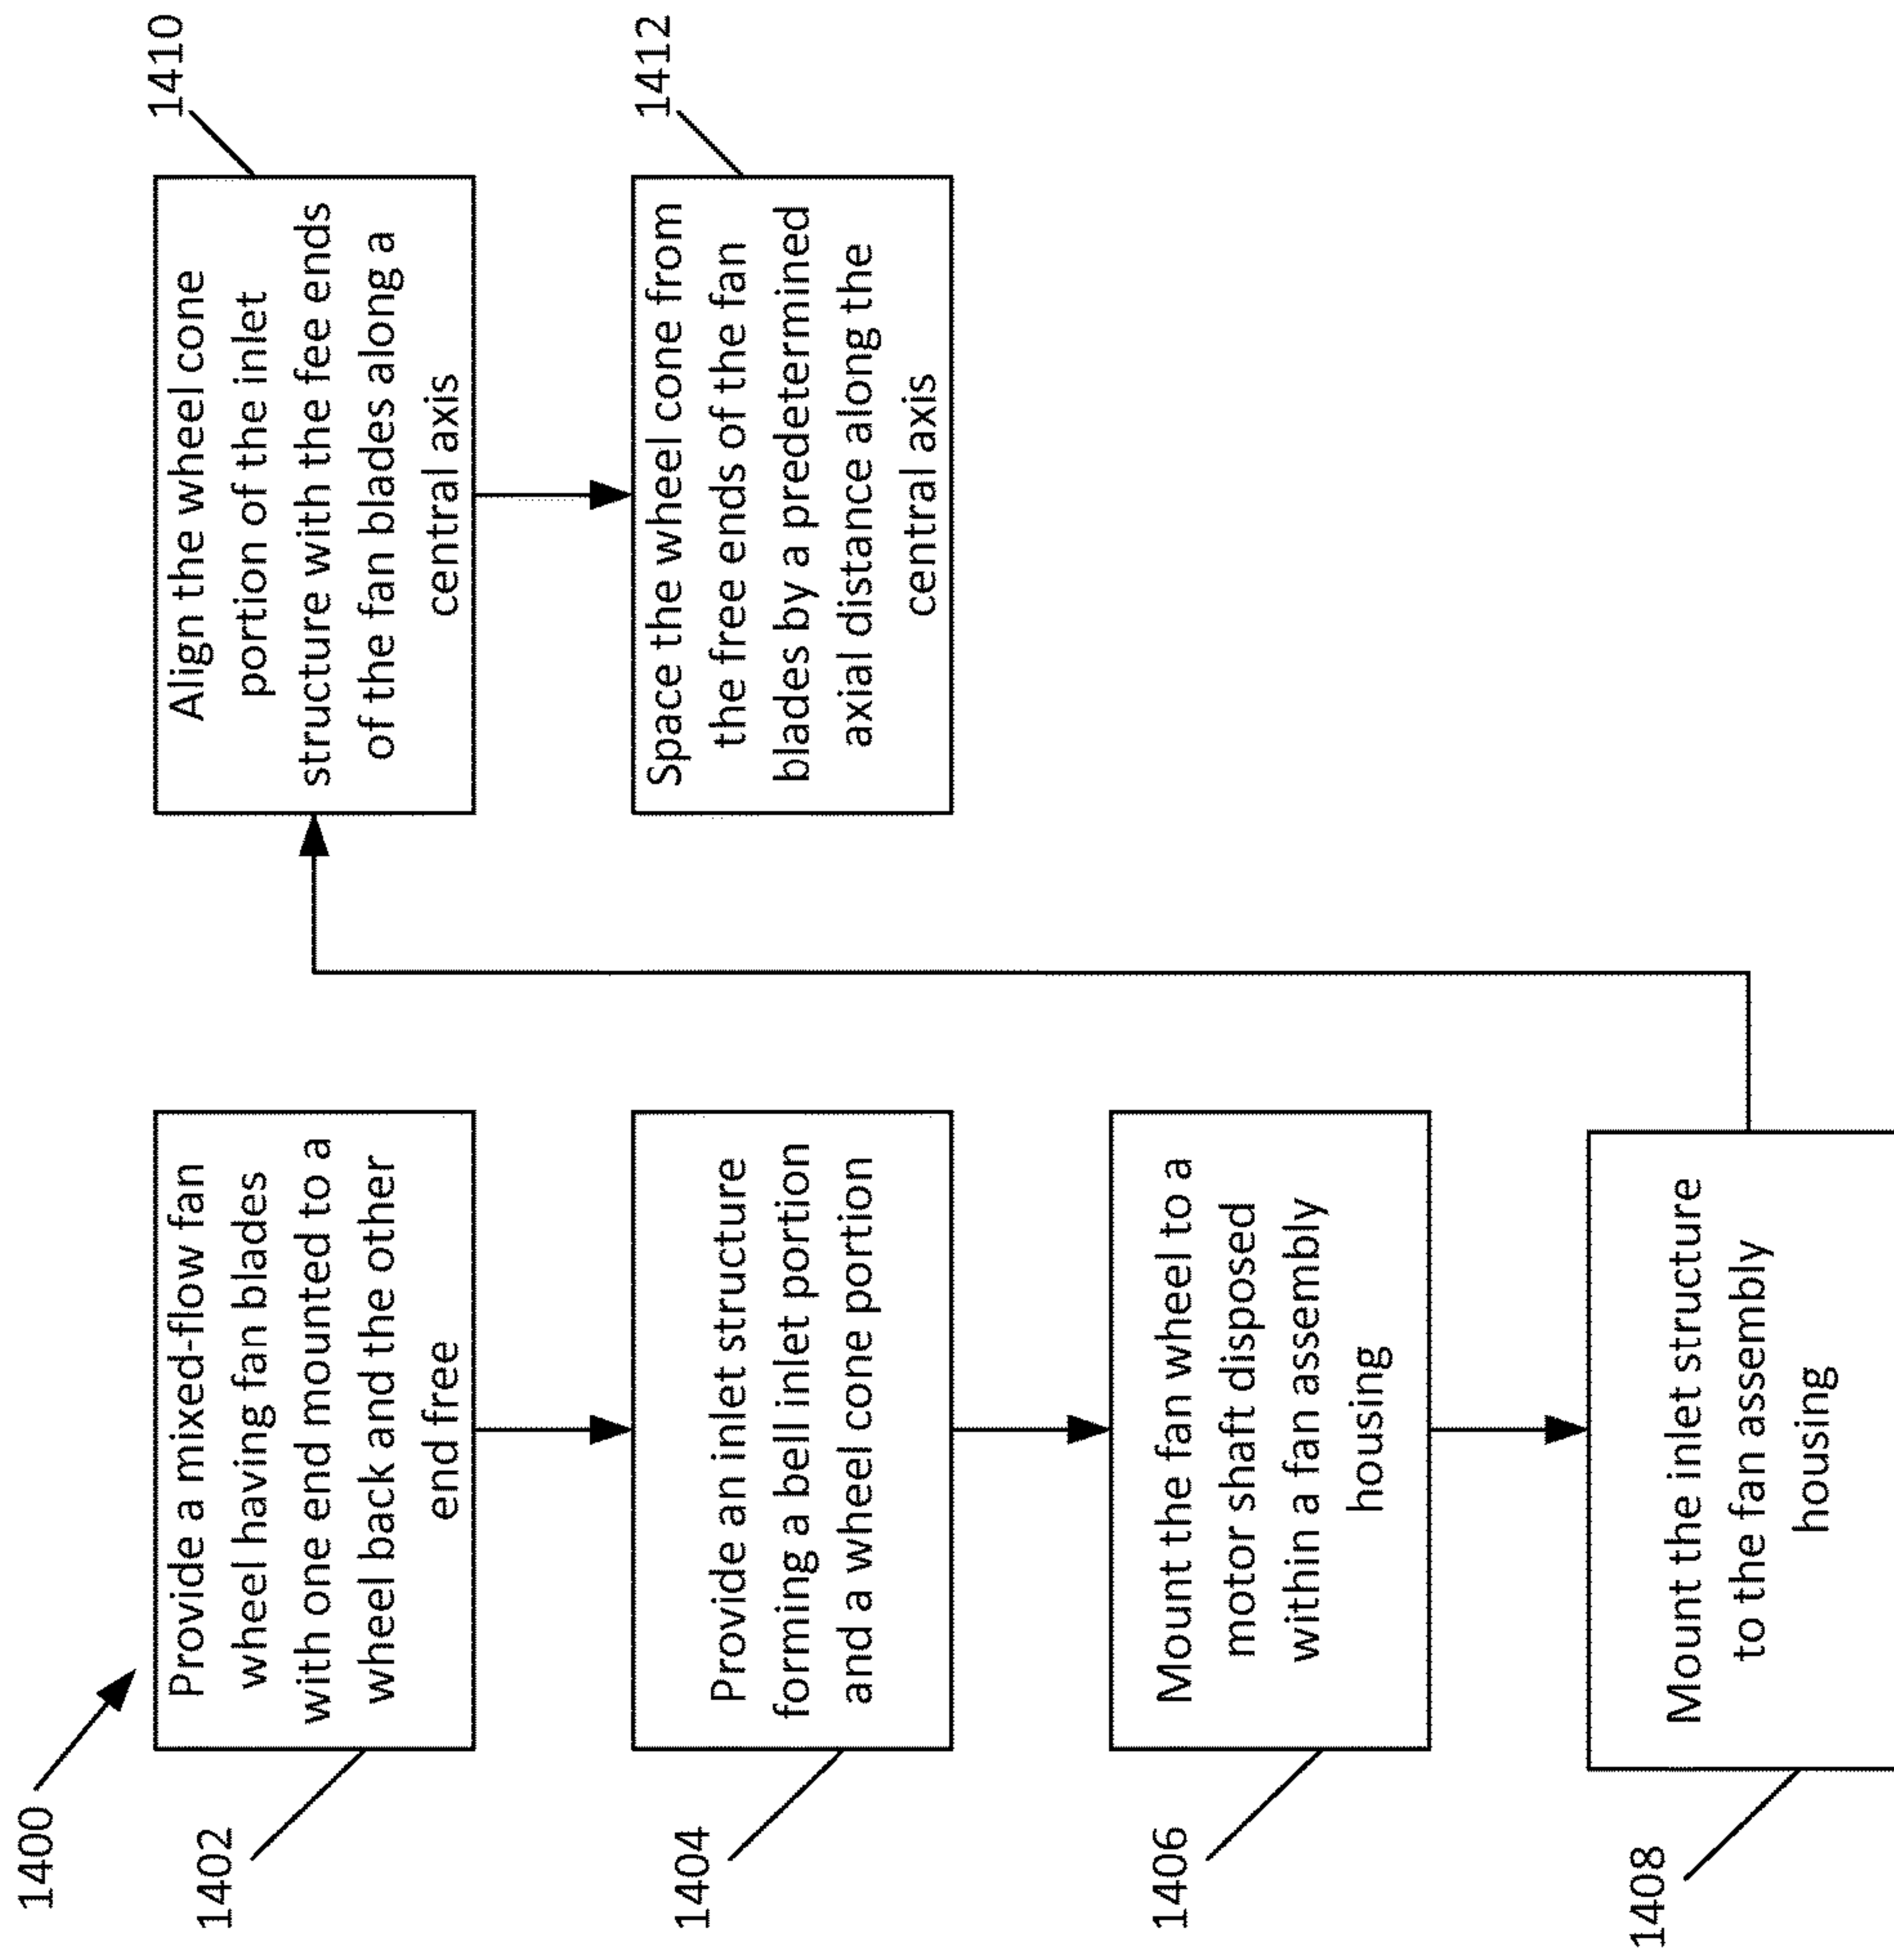 1400
1402
Provide a mixed-flow fan
wheel having fan blades
with one end mounted to a
wheel back and the other
end free
1404
Provide an inlet structure
forming a bell inlet portion
and a wheel cone portion
1406
Mount the fan wheel to a
motor shaft disposed
within a fan assembly
housing
1408
Mount the inlet structure
to the fan assembly
housing
1410
Align the wheel cone
portion of the inlet
structure with the fee ends
of the fan blades along a
central axis
1412
Space the wheel cone from
the free ends of the fan
blades by a predetermined
axial distance along the
central axis